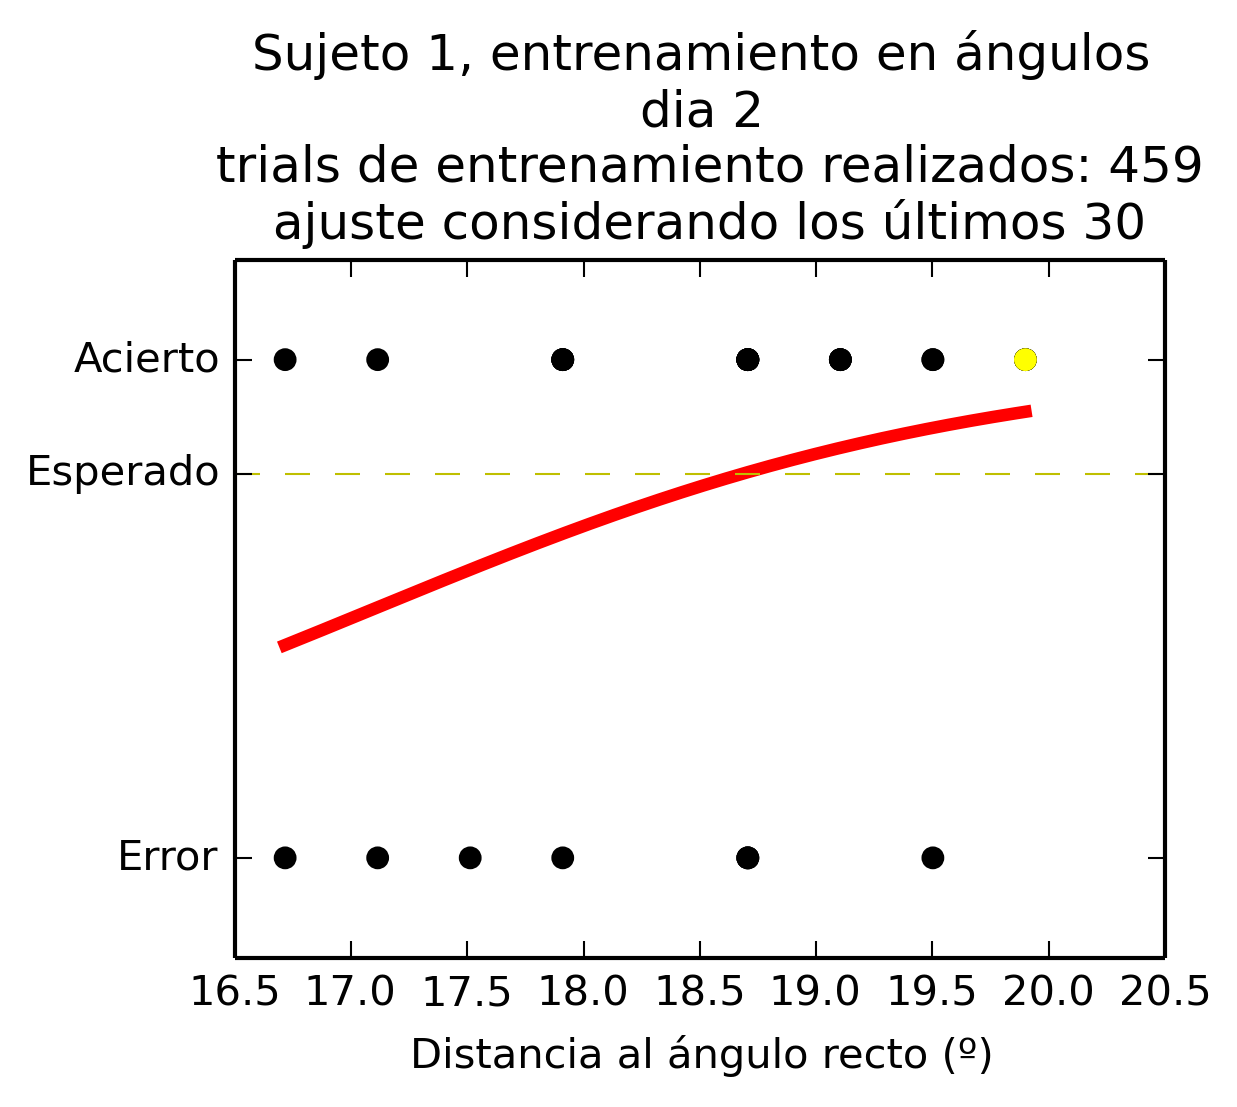 Sujeto 1, entrenamiento en ángulos
dia 2
trials de entrenamiento realizados: 459
ajuste considerando los últimos 30
Acierto
Esperado
Error
16.5 17.0 17.5 18.0 18.5 19.0 19.5 20.0 20.5
Distancia al ángulo recto (º)